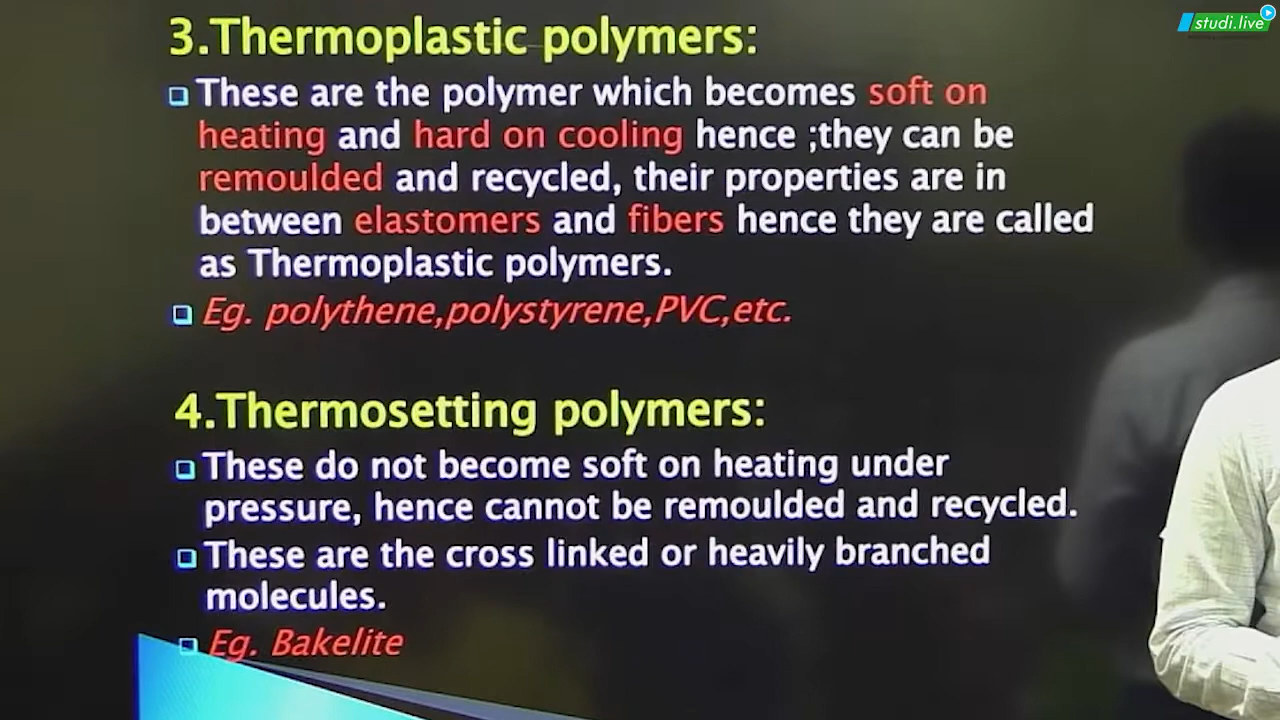 studi.live
3.Thermoplastic polymers:
These are the polymer which becomes soft on
heating and hard on cooling hence ;they can be
remoulded and recycled, their properties are in
between elastomers and fibers hence they are called
as Thermoplastic polymers.
Eg. polythene,polystyrene,PVC,etc.
4.Thermosetting polymers:
These do not become soft on heating under
pressure, hence cannot be remoulded and recycled.
These are the cross linked or heavily branched
molecules.
Eg. Bakelite